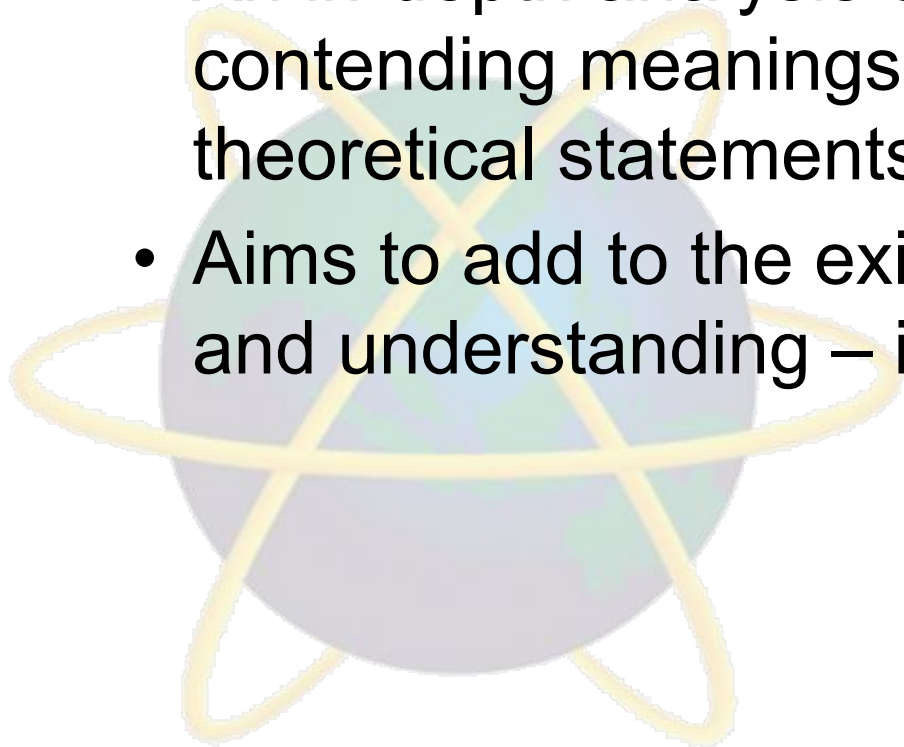 contending meanings
theoretical statements
• Aims to add to the exi
and understanding – i